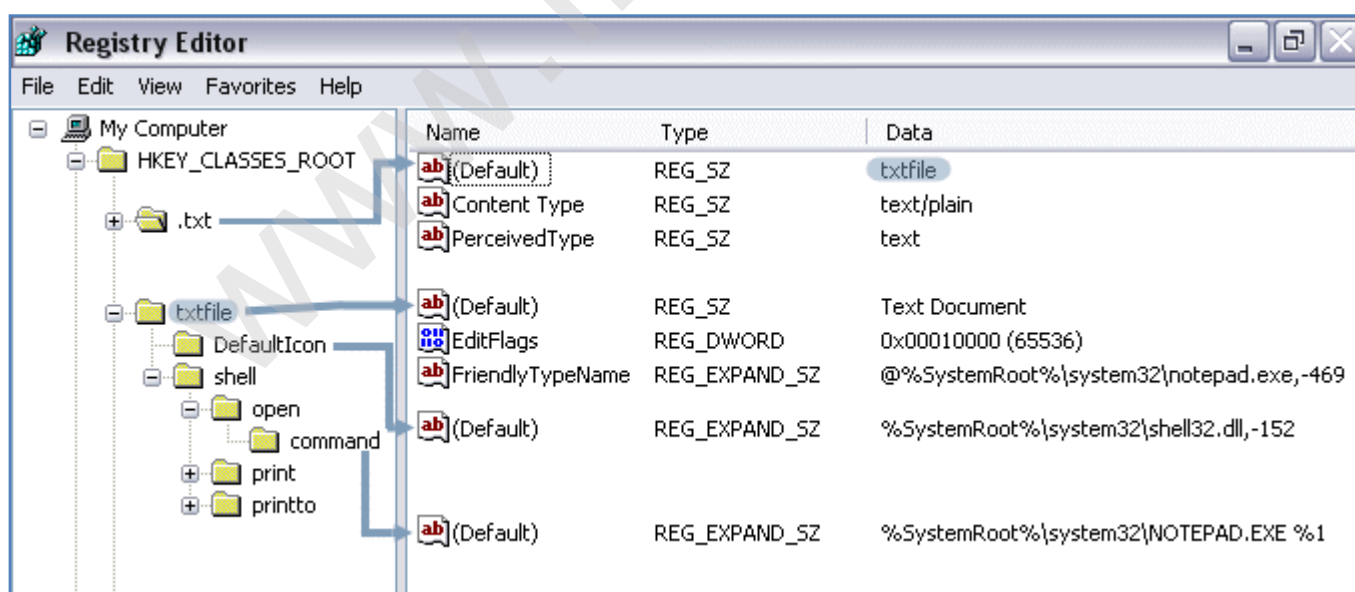 www.
Registry Editor
File Edit View Favorites Help
My Computer
Name Type Data
HKEY_CLASSES_ROOT
(Default) REG_SZ txtfile
Content Type REG_SZ text/plain
.txt
PerceivedType REG_SZ text
txtfile
(Default) REG_SZ Text Document
DefaultIcon
EditFlags REG_DWORD 0x00010000 (65536)
shell
FriendlyTypeName REG_EXPAND_SZ @%SystemRoot%\system32\notepad.exe,-469
open
(Default) REG_EXPAND_SZ %SystemRoot%\system32\shell32.dll,-152
command
print
printto
(Default) REG_EXPAND_SZ %SystemRoot%\system32\NOTEPAD.EXE %1